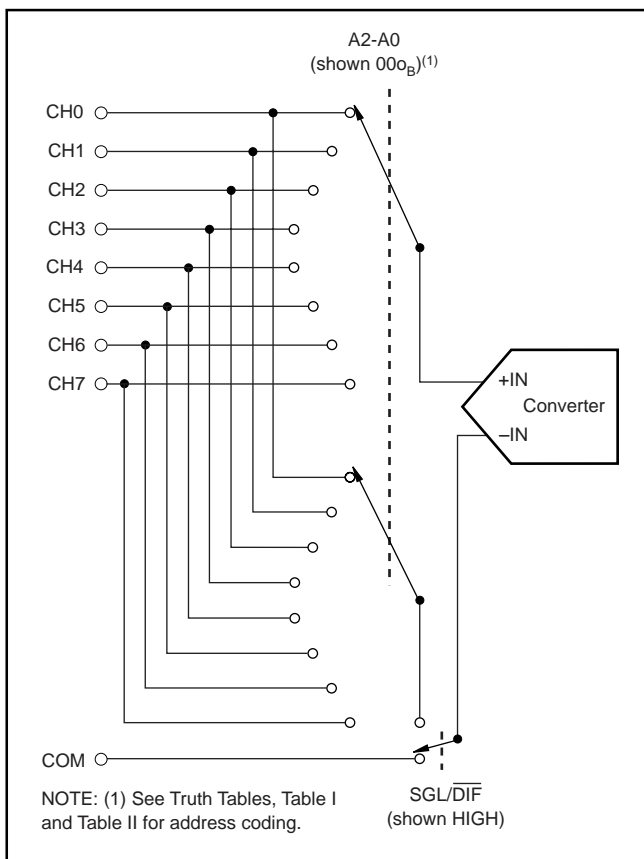 A2-A0
(shown 00oB)(1)
CH0
CH1
CH2
CH3
CH4
CH5
CH6
CH7
+IN
Converter
–IN
COM
SGL/DIF
(shown HIGH)
NOTE: (1) See Truth Tables, Table I
and Table II for address coding.